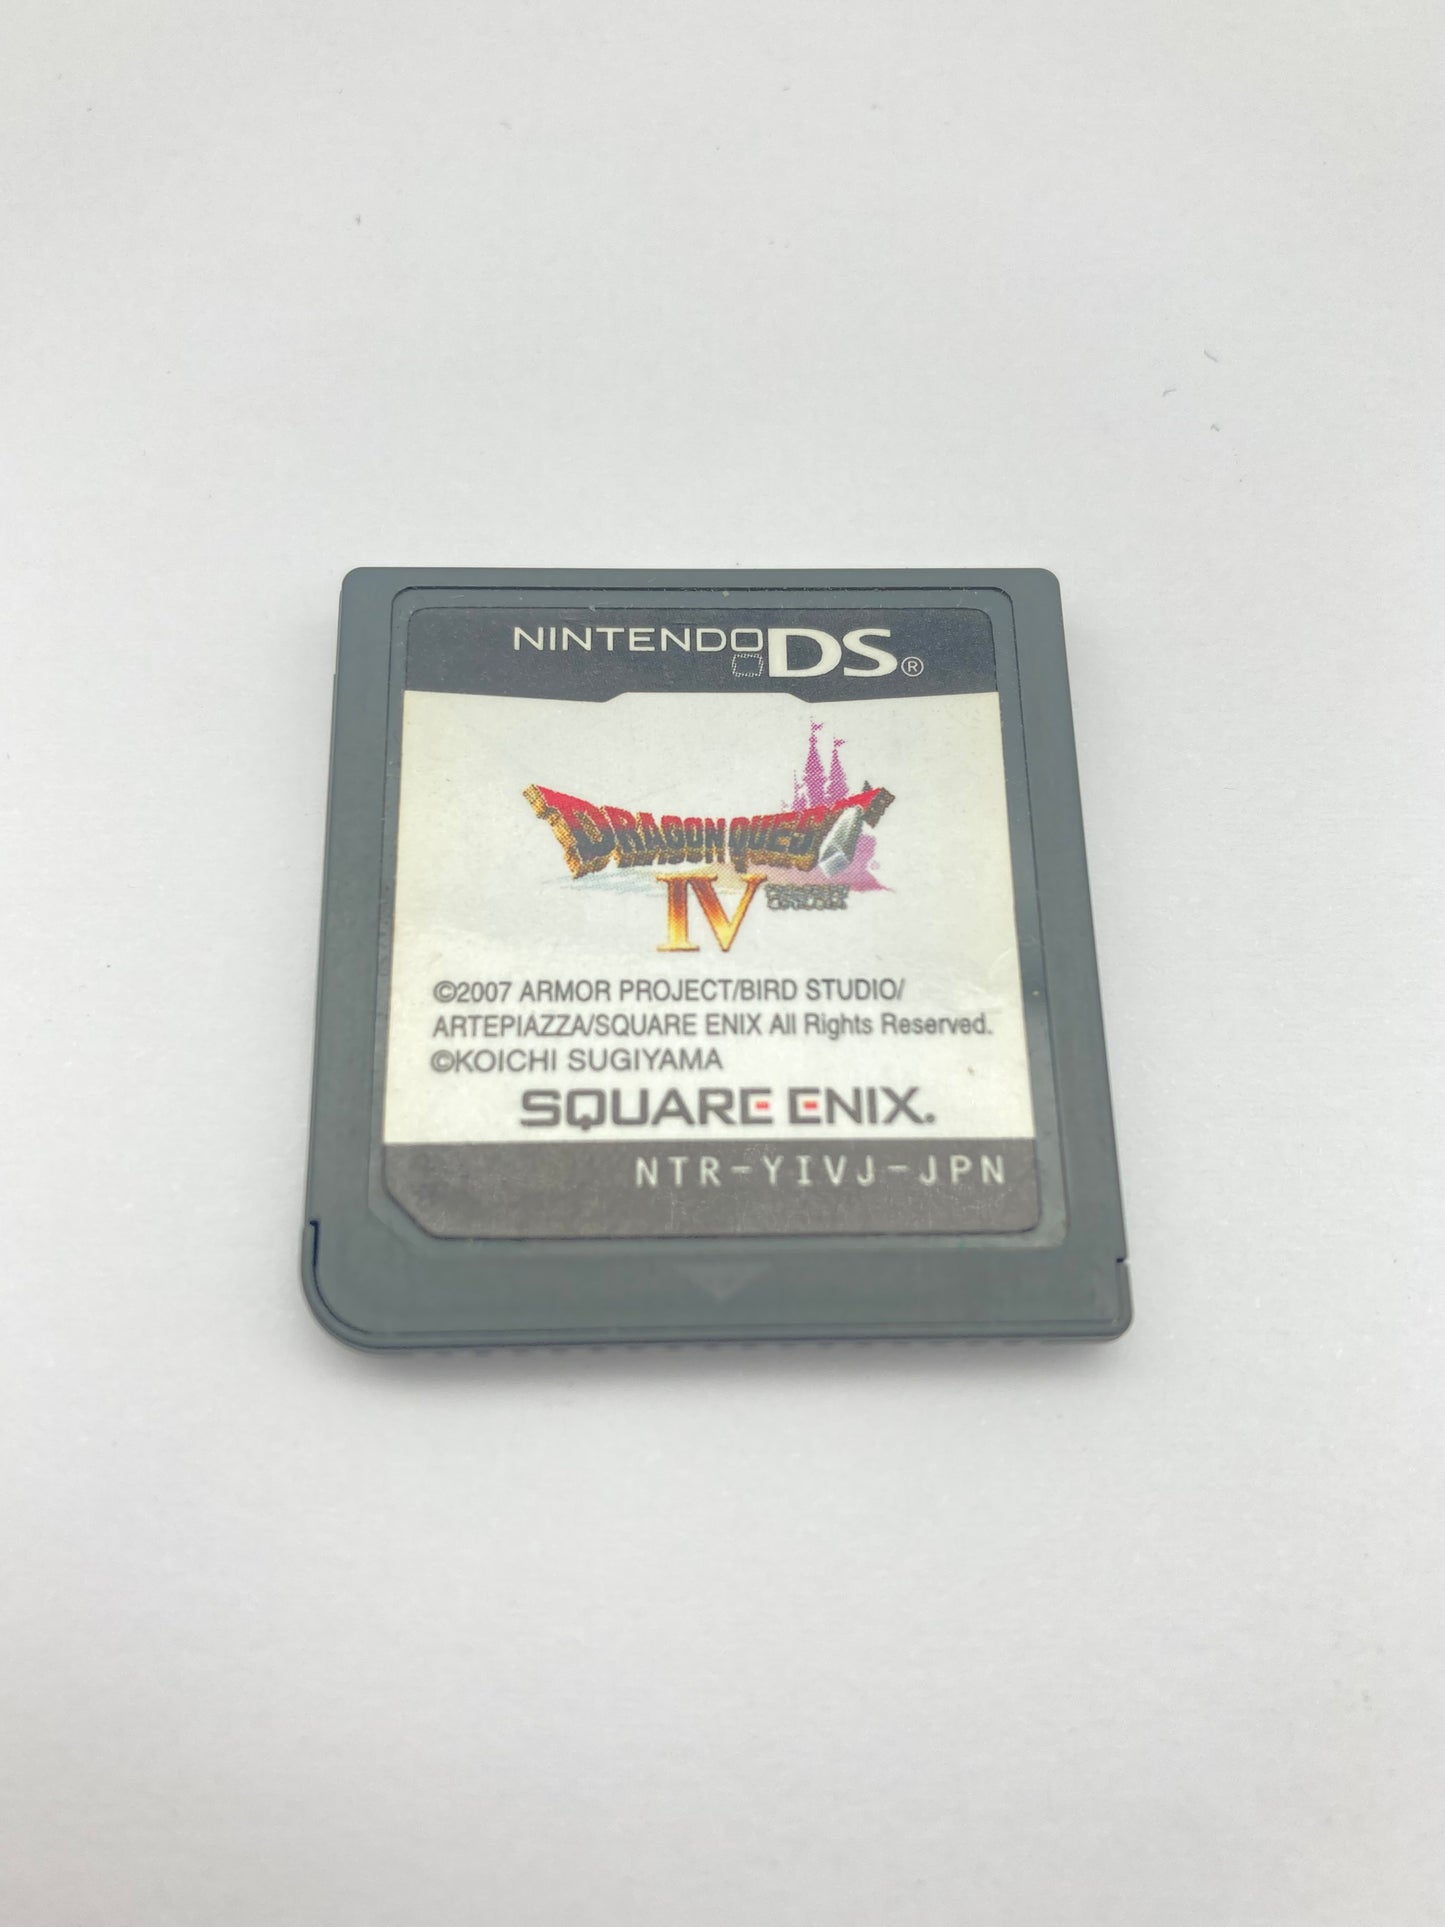 NINTENDO DS®
DRAGON QUEST
IV
©2007 ARMOR PROJECT/BIRD STUDIO/
ARTEPIAZZA/SQUARE ENIX All Rights Reserved.
©KOICHI SUGIYAMA
SQUARE ENIX.
NTR-YIVJ-JPN